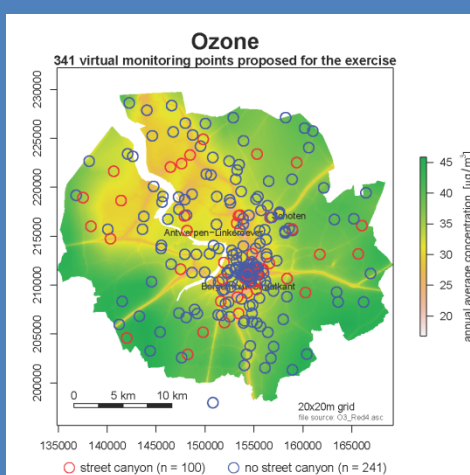 Ozone
341 virtual monitoring points proposed for the exercise
230000
225000
220000
215000
210000
205000
200000
Schoten
Antwerpen-Linkeroever
45
40
35
30
25
20
annual average concentration [µg/m³]
0 5 km 10 km
20x20m grid
file source: O3_Red4.asc
135000 140000 145000 150000 155000 160000 165000
street canyon (n = 100) no street canyon (n = 241)